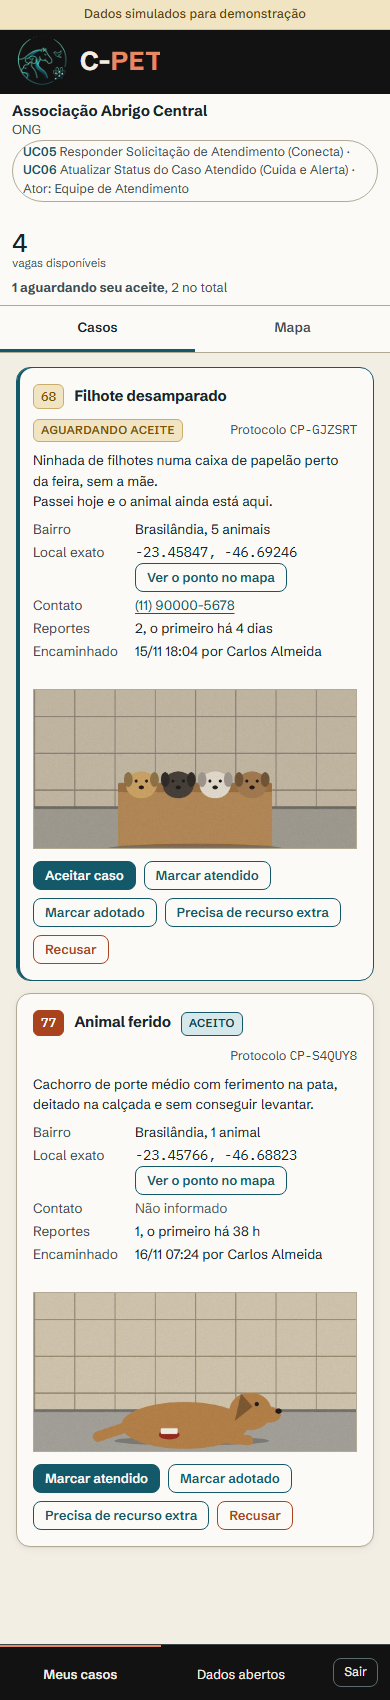 Dados simulados para demonstração
C-PET
Associação Abrigo Central
ONG
UC05 Responder Solicitação de Atendimento (Conecta) ·
UC06 Atualizar Status do Caso Atendido (Cuida e Alerta) ·
Ator: Equipe de Atendimento
4
vagas disponíveis
1 aguardando seu aceite, 2 no total
Casos Mapa
68 Filhote desamparado
AGUARDANDO ACEITE Protocolo CP-GJZSRT
Ninhada de filhotes numa caixa de papelão perto
da feira, sem a mãe.
Passei hoje e o animal ainda está aqui.
Bairro Brasilândia, 5 animais
Local exato -23.45847, -46.69246
Ver o ponto no mapa
Contato (11) 90000-5678
Reportes 2, o primeiro há 4 dias
Encaminhado 15/11 18:04 por Carlos Almeida
Aceitar caso Marcar atendido
Marcar adotado Precisa de recurso extra
Recusar
77 Animal ferido ACEITO
Protocolo CP-S4QUY8
Cachorro de porte médio com ferimento na pata,
deitado na calçada e sem conseguir levantar.
Bairro Brasilândia, 1 animal
Local exato -23.45766, -46.68823
Ver o ponto no mapa
Contato Não informado
Reportes 1, o primeiro há 38 h
Encaminhado 16/11 07:24 por Carlos Almeida
Marcar atendido Marcar adotado
Precisa de recurso extra Recusar
Meus casos Dados abertos Sair